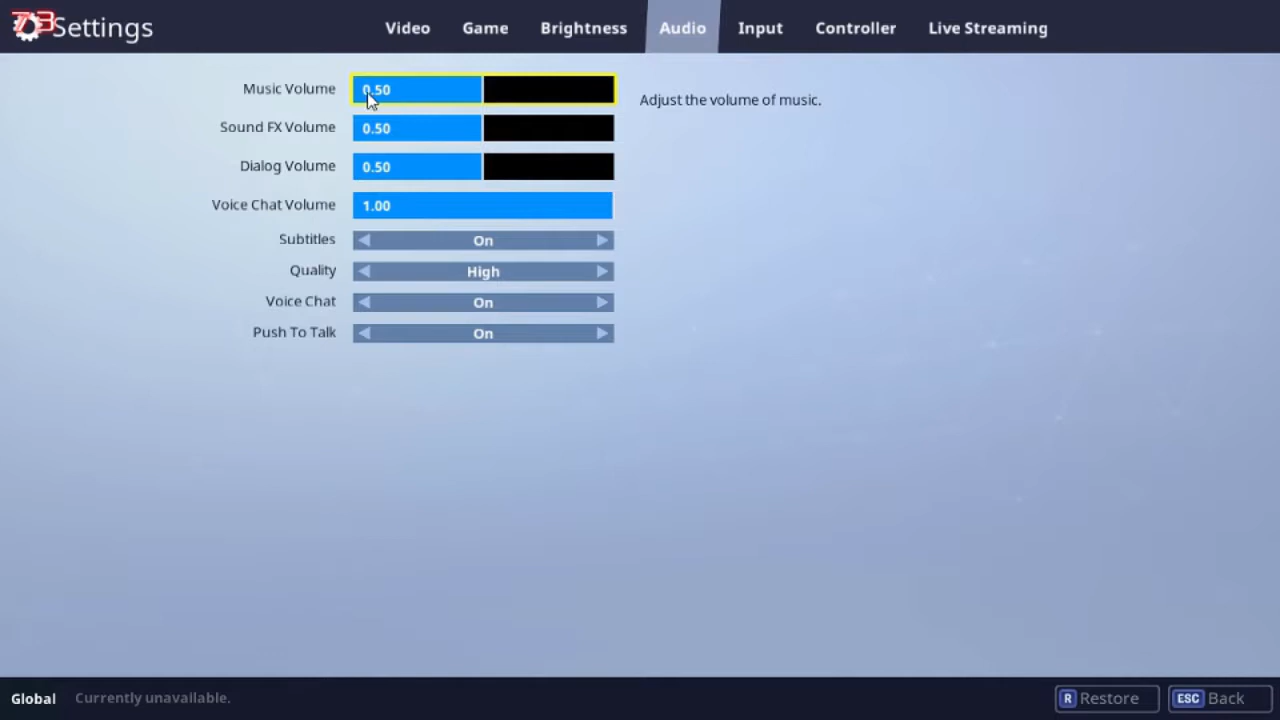 73
Settings
Video Game Brightness Audio Input Controller Live Streaming
Music Volume 0.50
Adjust the volume of music.
Sound FX Volume 0.50
Dialog Volume 0.50
Voice Chat Volume 1.00
Subtitles On
Quality High
Voice Chat On
Push To Talk On
Global Currently unavailable.
R Restore ESC Back